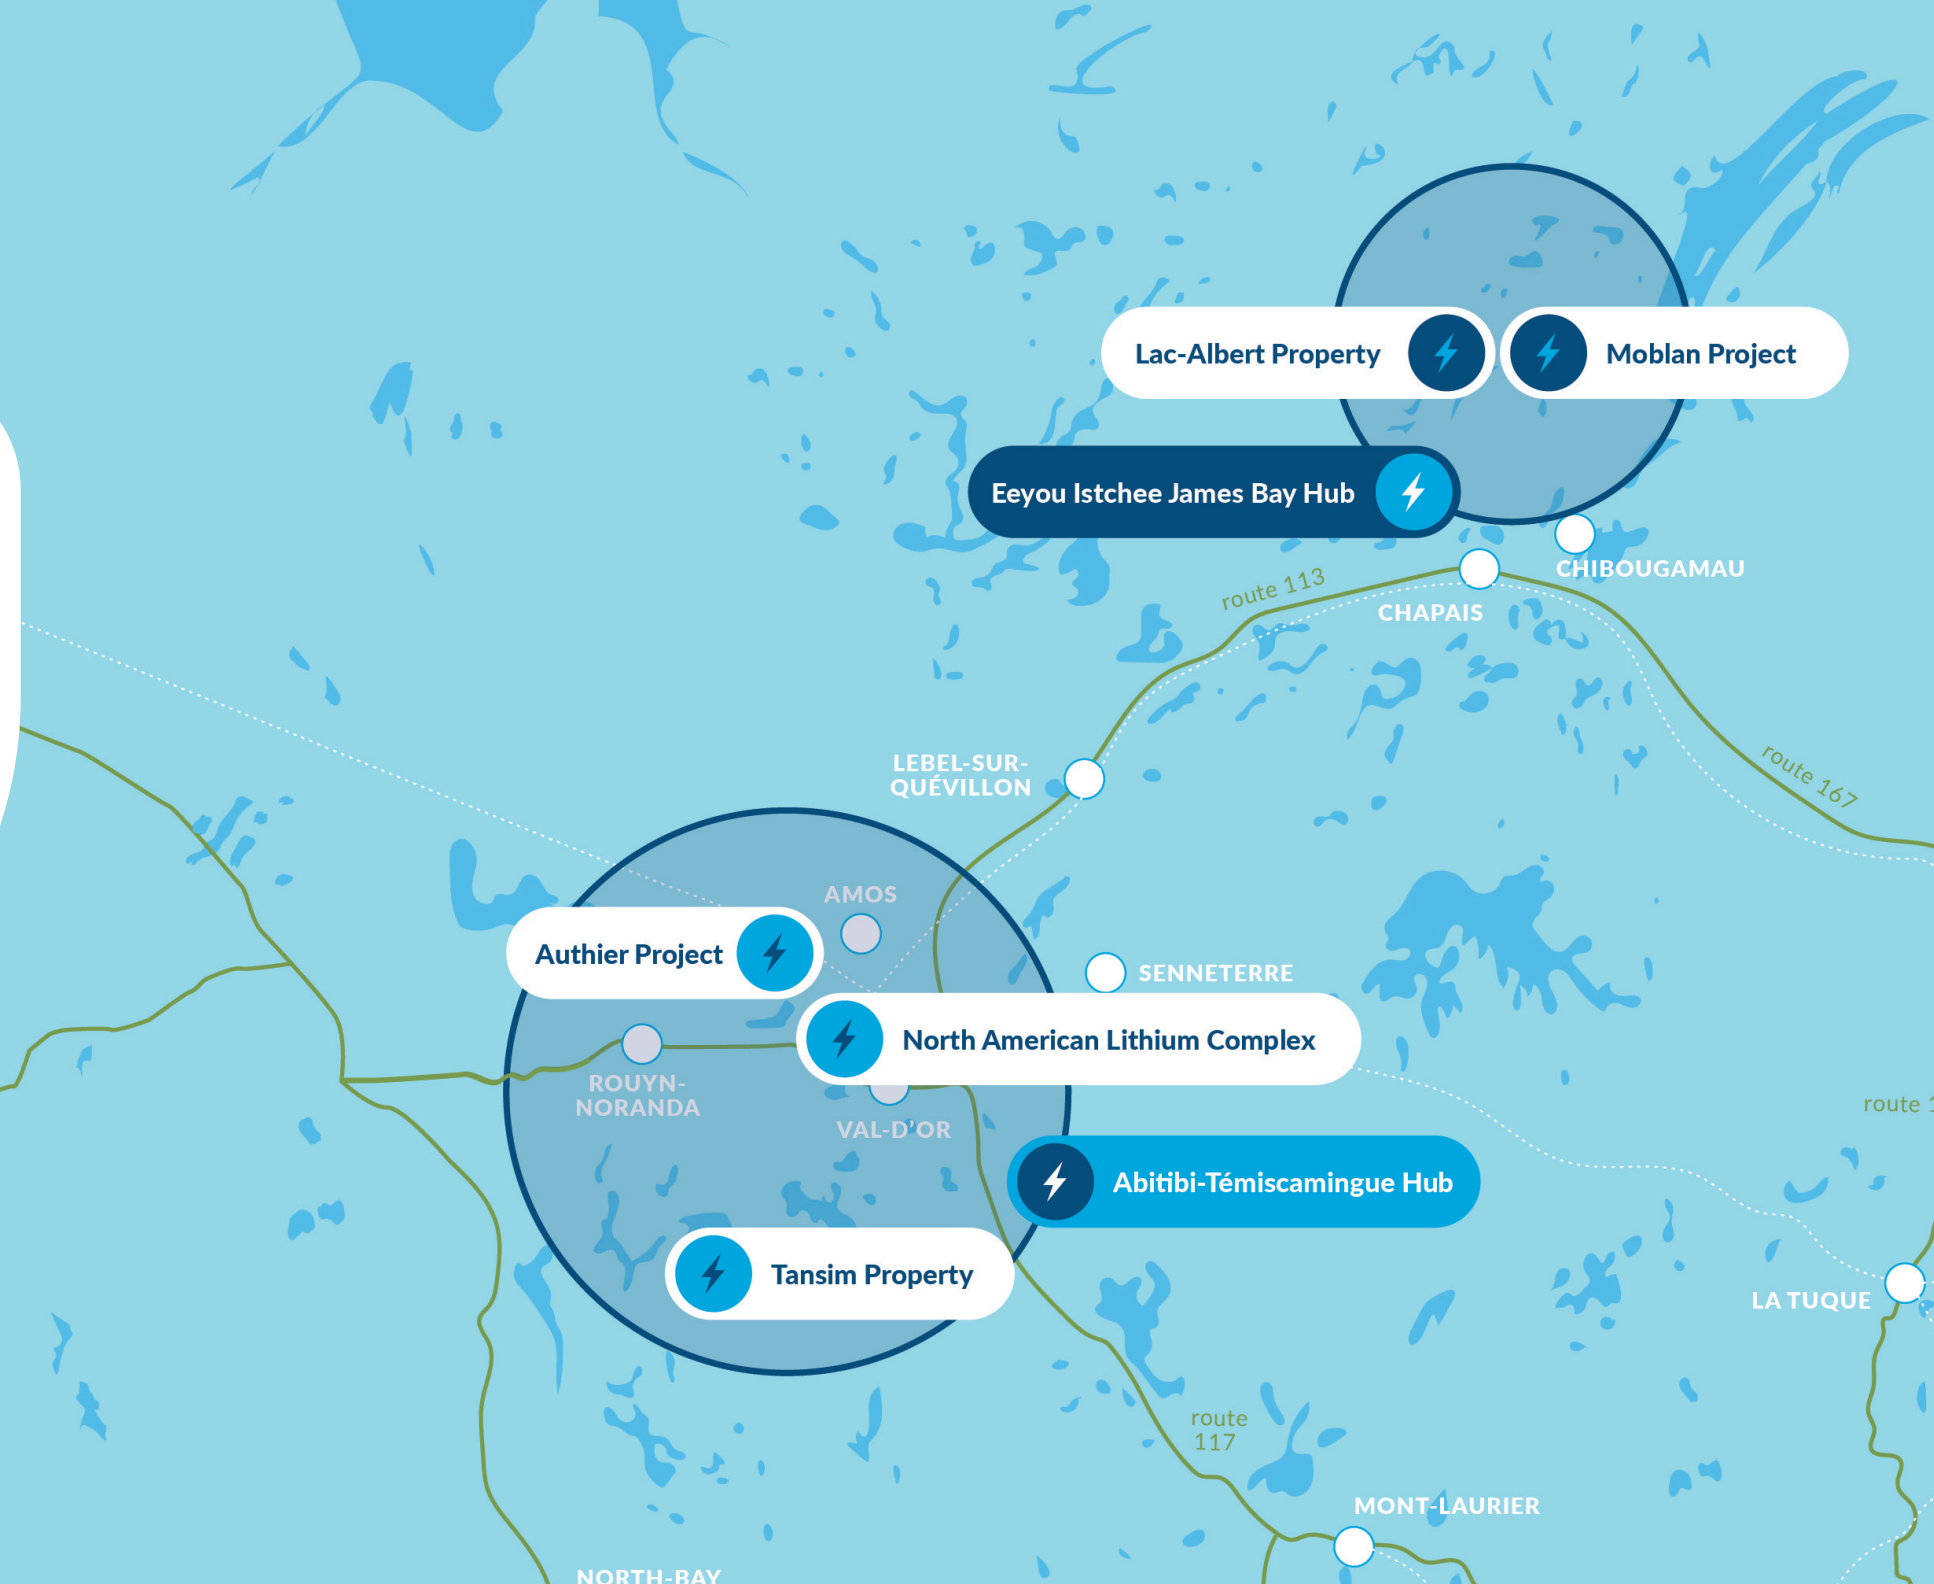 Lac-Albert Property
Moblan Project
Eeyou Istchee James Bay Hub
CHIBOUGAMAU
route 113
CHAPAIS
LEBEL-SUR-
QUÉVILLON
route 167
AMOS
Authier Project
SENNETERRE
North American Lithium Complex
ROUYN-
NORANDA
VAL-D'OR
route 1
Abitibi-Témiscamingue Hub
Tansim Property
LA TUQUE
route
117
MONT-LAURIER
NORTH-BAY